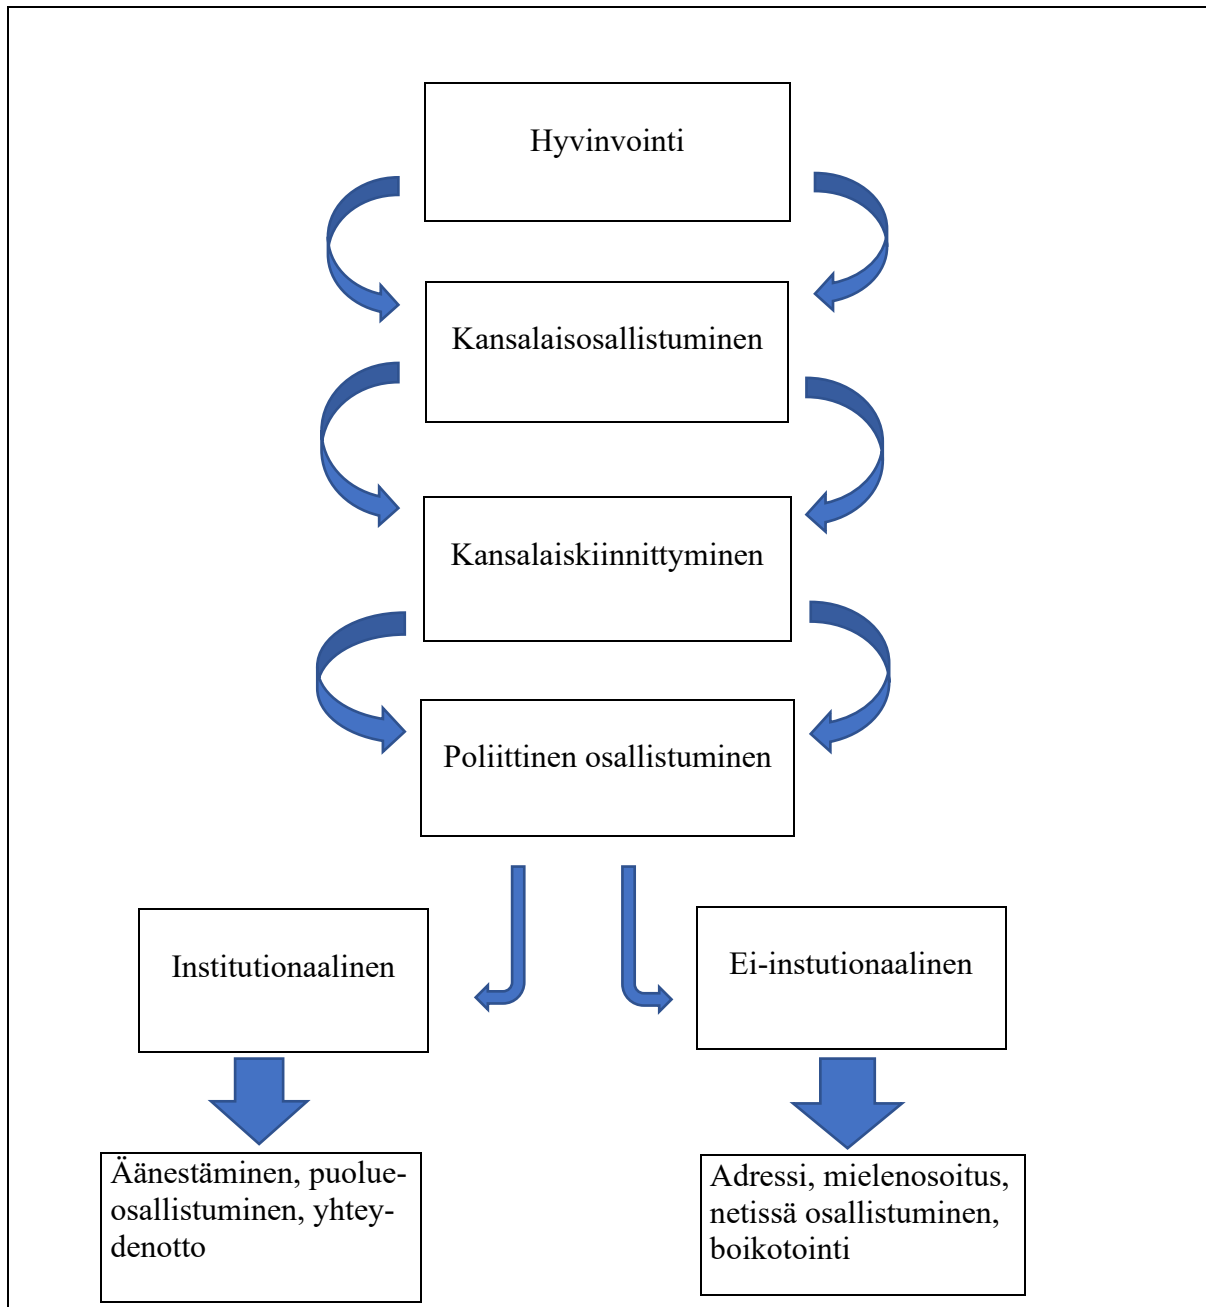 Hyvinvointi
Kansalaisosallistuminen
Kansalaiskiinnittyminen
Poliittinen osallistuminen
Institutionaalinen
Ei-instutionaalinen
Äänestäminen, puolue-
osallistuminen, yhtey-
denotto
Adressi, mielenosoitus,
netissä osallistuminen,
boikotointi